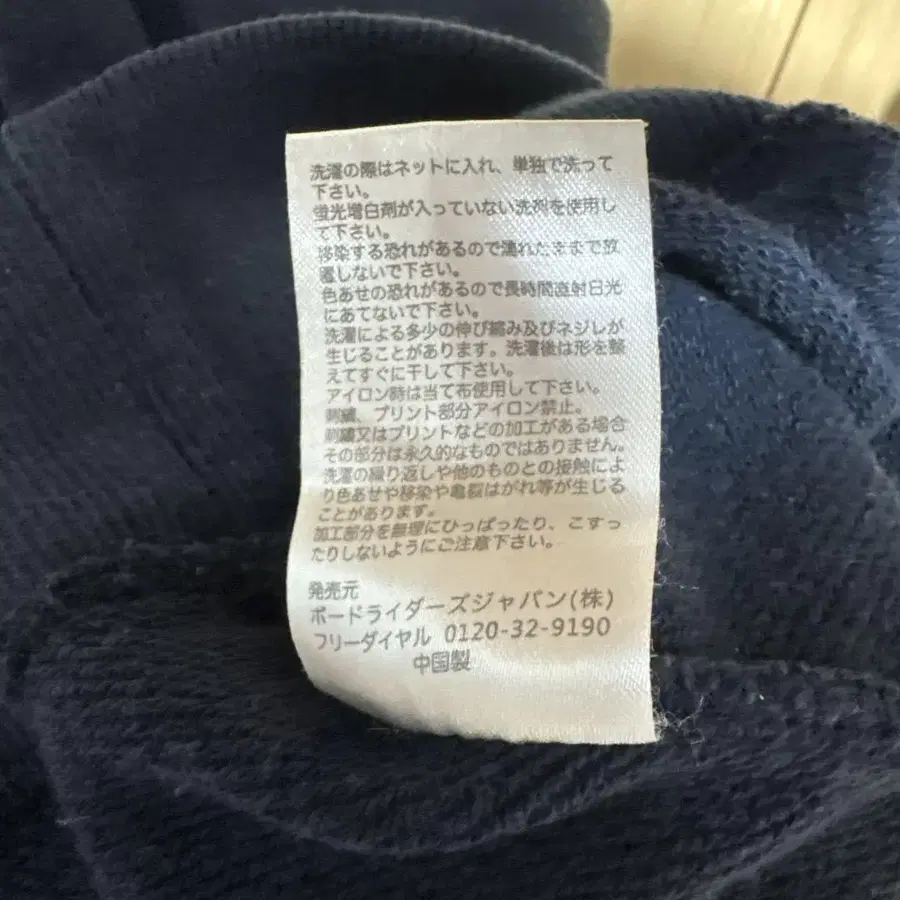 洗濯の際はネットに入れ、単独で洗って
下さい。
蛍光増白剤が入っていない洗剤を使用し
て下さい。
移染する恐れがあるので濡れたままで放
置しないで下さい。
色あせの恐れがあるので長時間直射日光
にあてないで下さい。
洗濯による多少の伸び縮み及びネジレが
生じることがあります。洗濯後は形を整
えてすぐに干して下さい。
アイロン時は当て布使用して下さい。
刺繍、プリント部分アイロン禁止。
刺繍又はプリントなどの加工がある場合
その部分は永久的なものではありません。
洗濯の繰り返しや他のものとの接触によ
り色あせや移染や亀裂はがれ等が生じる
ことがあります。
加工部分を無理にひっぱったり、こすっ
たりしないようにご注意下さい。
発売元
ボードライダーズジャパン(株)
フリーダイヤル 0120-32-9190
中国製